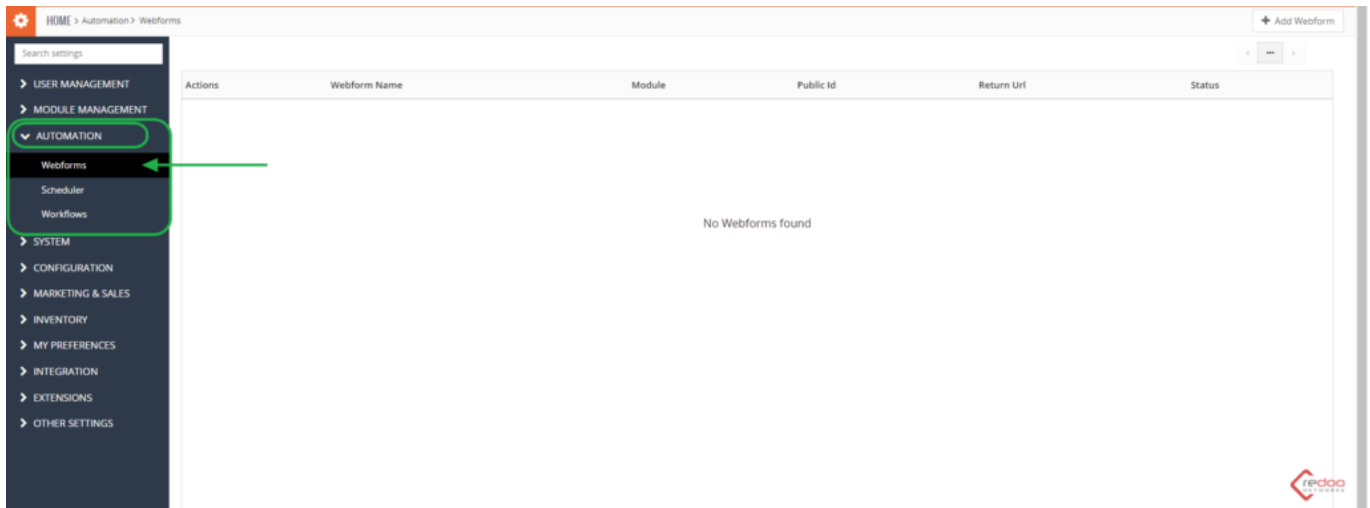 HOME > Automation > Webforms
+ Add Webform
Search settings
USER MANAGEMENT
MODULE MANAGEMENT
AUTOMATION
Webforms
Scheduler
Workflows
SYSTEM
CONFIGURATION
MARKETING & SALES
INVENTORY
MY PREFERENCES
INTEGRATION
EXTENSIONS
OTHER SETTINGS
Actions Webform Name Module Public Id Return Url Status
No Webforms found
redoo
NETWORKS